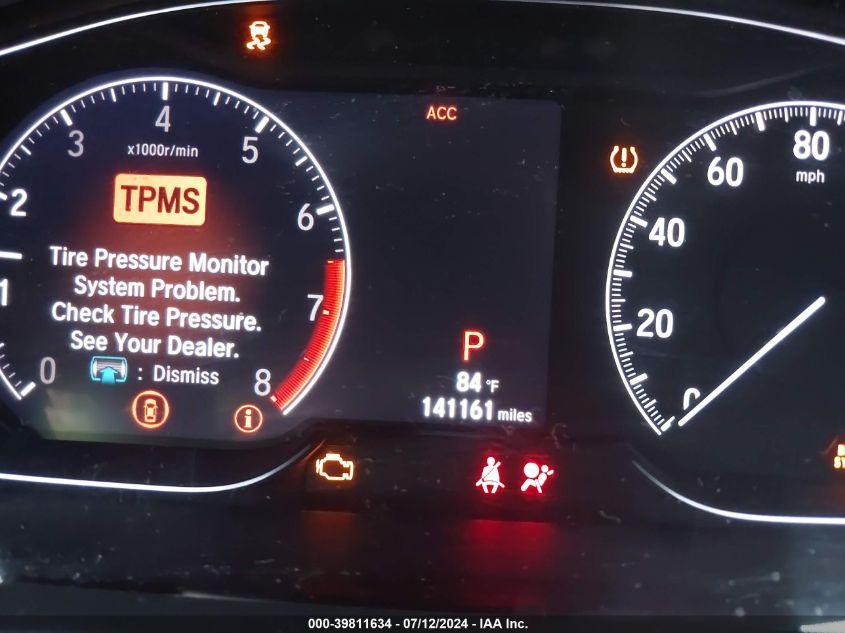 ACC
4
3
5
x1000r/min
2
TPMS
6
Tire Pressure Monitor
System Problem.
1
7
Check Tire Pressure.
See Your Dealer.
0
: Dismiss
8
i
P
84 °F
141161 miles
!
80
60
mph
40
20
0
000-39811634 - 07/12/2024 - IAA Inc.